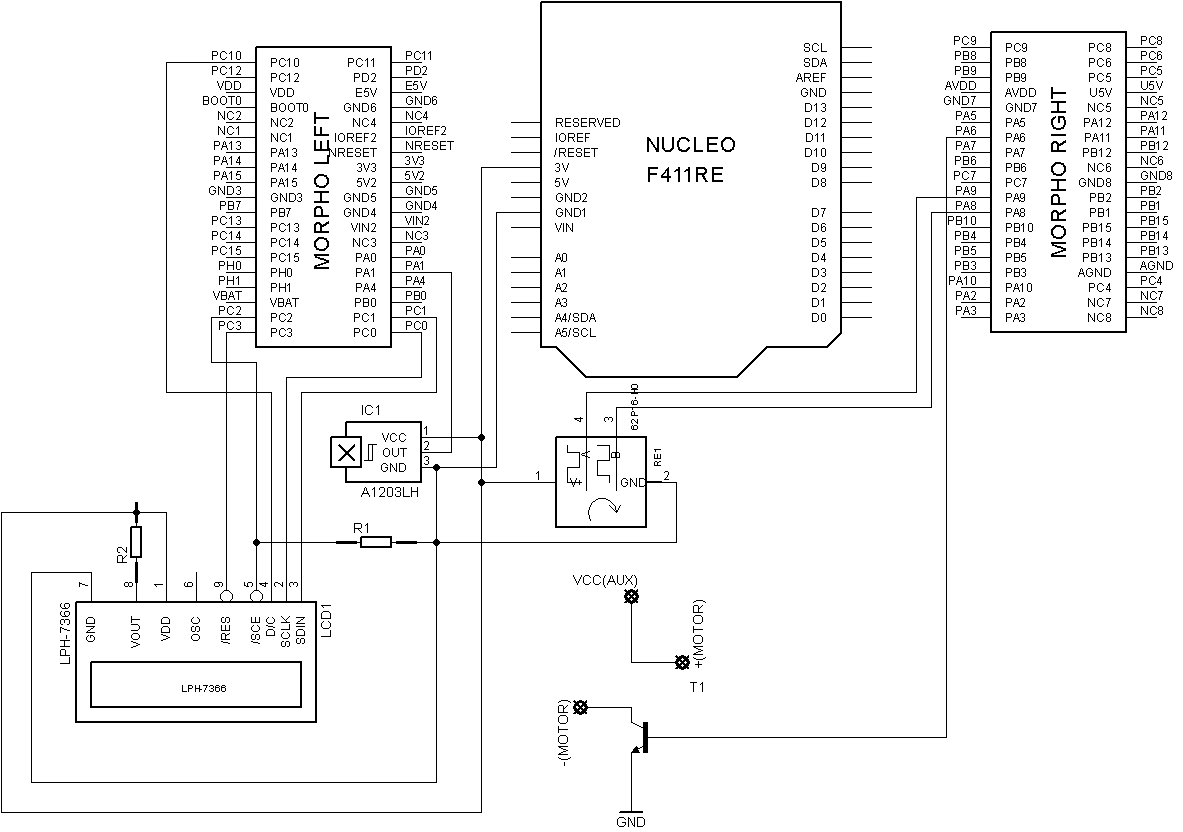 PC10 PC10 PC11 PC11
PC12 PC12 PD2 PD2
VDD VDD E5V E5V
BOOT0 BOOT0 GND6 GND6
NC2 NC2 NC4 NC4
NC1 NC1 IOREF2 IOREF2
PA13 PA13 NRESET NRESET
PA14 PA14 3V3 3V3
PA15 PA15 5V2 5V2
GND3 GND3 GND5 GND5
PB7 PB7 GND4 GND4
PC13 PC13 VIN2 VIN2
PC14 PC14 NC3 NC3
PC15 PC15 PA0 PA0
PH0 PH0 PA1 PA1
PH1 PH1 PA4 PA4
VBAT VBAT PB0 PB0
PC2 PC2 PC1 PC1
PC3 PC3 PC0 PC0
MORPHO LEFT
NUCLEO
F411RE
RESERVED
IOREF
/RESET
3V
5V
GND2
GND1
VIN
A0
A1
A2
A3
A4/SDA
A5/SCL
SCL
SDA
AREF
GND
D13
D12
D11
D10
D9
D8
D7
D6
D5
D4
D3
D2
D1
D0
PC9 PC9 PC8 PC8
PB8 PB8 PC6 PC6
PB9 PB9 PC5 PC5
AVDD AVDD U5V U5V
GND7 GND7 NC5 NC5
PA5 PA5 PA12 PA12
PA6 PA6 PA11 PA11
PA7 PA7 PB12 PB12
PB6 PB6 NC6 NC6
PC7 PC7 GND8 GND8
PA9 PA9 PB2 PB2
PA8 PA8 PB1 PB1
PB10 PB10 PB15 PB15
PB4 PB4 PB14 PB14
PB5 PB5 PB13 PB13
PB3 PB3 AGND AGND
PA10 PA10 PC4 PC4
PA2 PA2 NC7 NC7
PA3 PA3 NC8 NC8
MORPHO RIGHT
IC1
VCC 1
OUT 2
GND 3
A1203LH
4 3
A B
1 V+ GND 2
RE1
R1
R2
7 8 1 6 9 5 4 2 3
GND VOUT VDD OSC /RES /SCE D/C SCLK SDIN
LPH-7366
LCD1
LPH-7366
VCC(AUX)
+(MOTOR)
T1
-(MOTOR)
GND